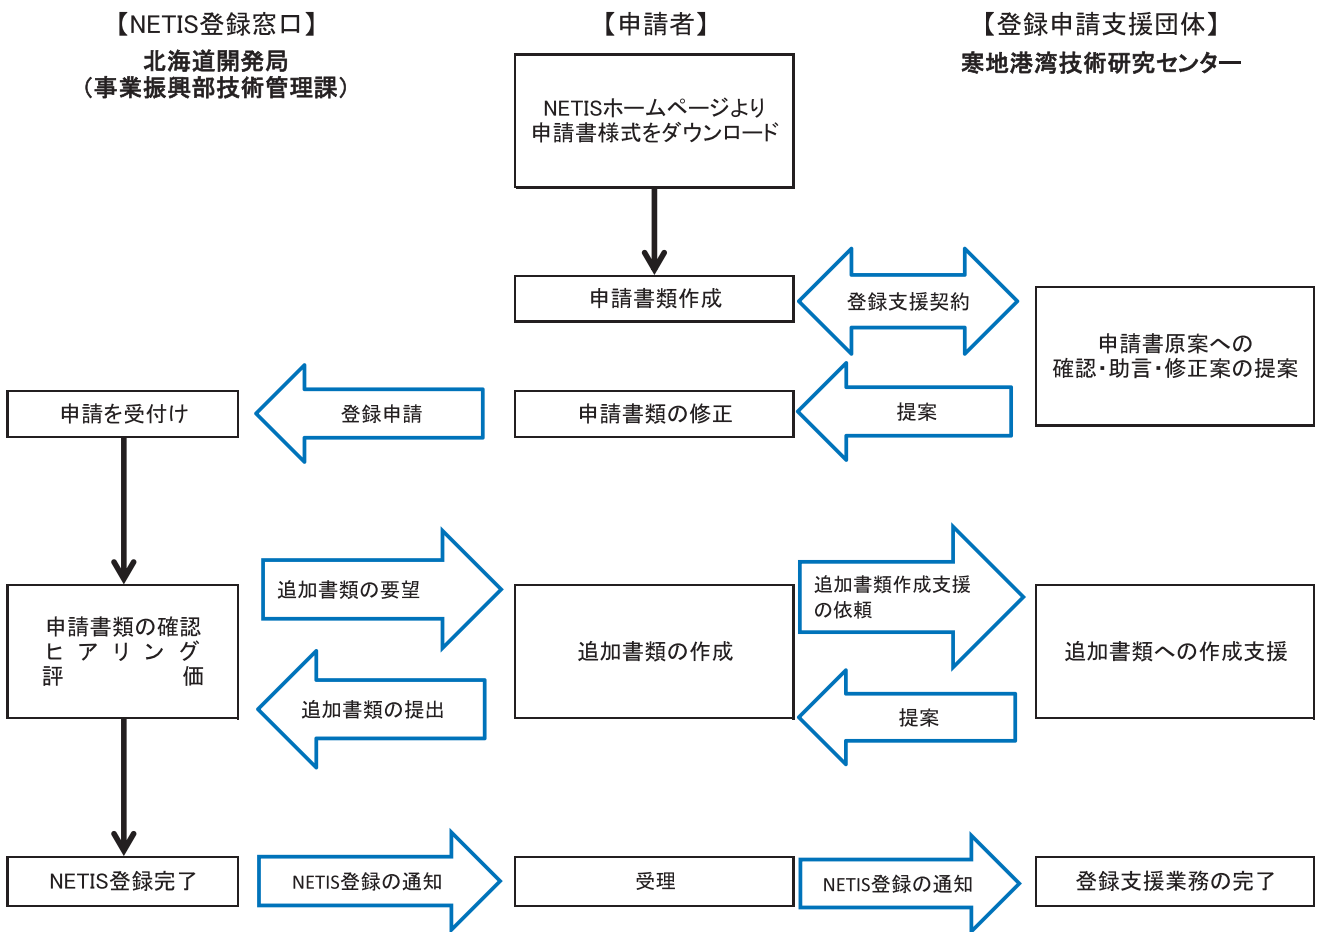 【NETIS登録窓口】
北海道開発局
（事業振興部技術管理課）
【申請者】
【登録申請支援団体】
寒地港湾技術研究センター
NETISホームページより
申請書様式をダウンロード
申請書類作成
登録支援契約
申請書原案への
確認・助言・修正案の提案
申請を受付け
登録申請
申請書類の修正
提案
申請書類の確認
ヒアリング
評　価
追加書類の要望
追加書類の提出
追加書類の作成
追加書類作成支援
の依頼
提案
追加書類への作成支援
NETIS登録完了
NETIS登録の通知
受理
NETIS登録の通知
登録支援業務の完了